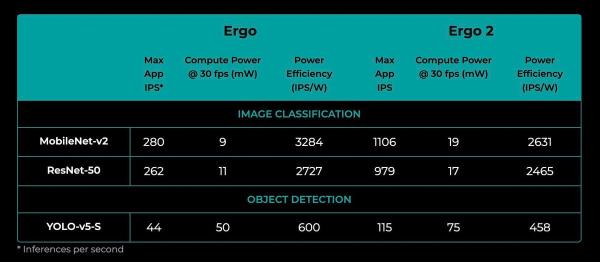 Ergo Ergo 2
Max App IPS* Compute Power @ 30 fps (mW) Power Efficiency (IPS/W) Max App IPS Compute Power @ 30 fps (mW) Power Efficiency (IPS/W)
IMAGE CLASSIFICATION
MobileNet-v2 280 9 3284 1106 19 2631
ResNet-50 262 11 2727 979 17 2465
OBJECT DETECTION
YOLO-v5-S 44 50 600 115 75 458
* Inferences per second